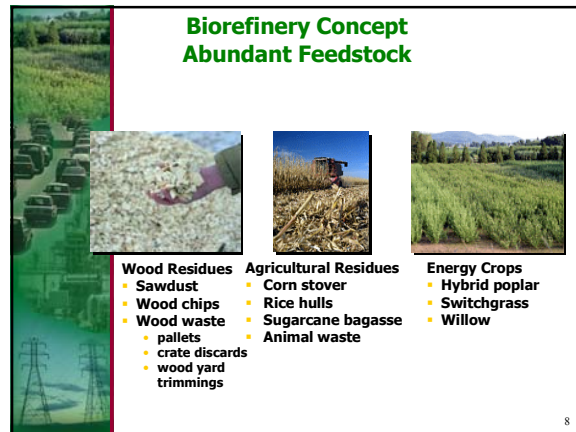 Biorefinery Concept
Abundant Feedstock
Wood Residues
Sawdust
Wood chips
Wood waste
pallets
crate discards
wood yard
trimmings
Agricultural Residues
Corn stover
Rice hulls
Sugarcane bagasse
Animal waste
Energy Crops
Hybrid poplar
Switchgrass
Willow
8